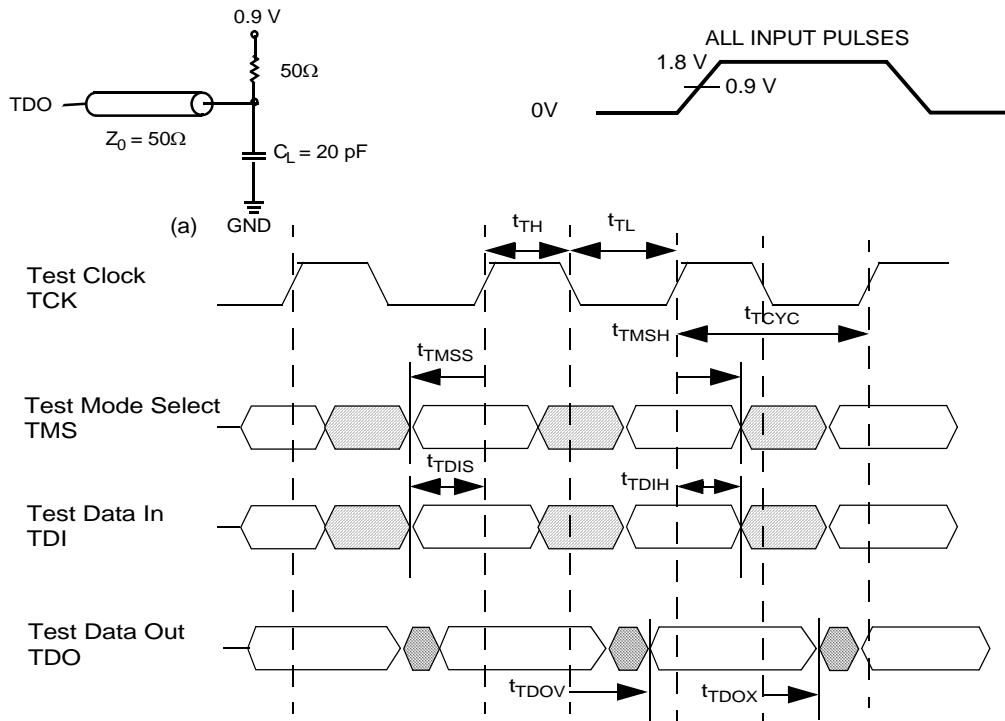 0.9 V
50Ω
TDO
Z0 = 50Ω
CL = 20 pF
(a)
GND
ALL INPUT PULSES
1.8 V
0.9 V
0V
tTH
tTL
Test Clock
TCK
tTMSH
tTCYC
tTMSS
Test Mode Select
TMS
tTDIS
tTDIH
Test Data In
TDI
Test Data Out
TDO
tTDOV
tTDOX